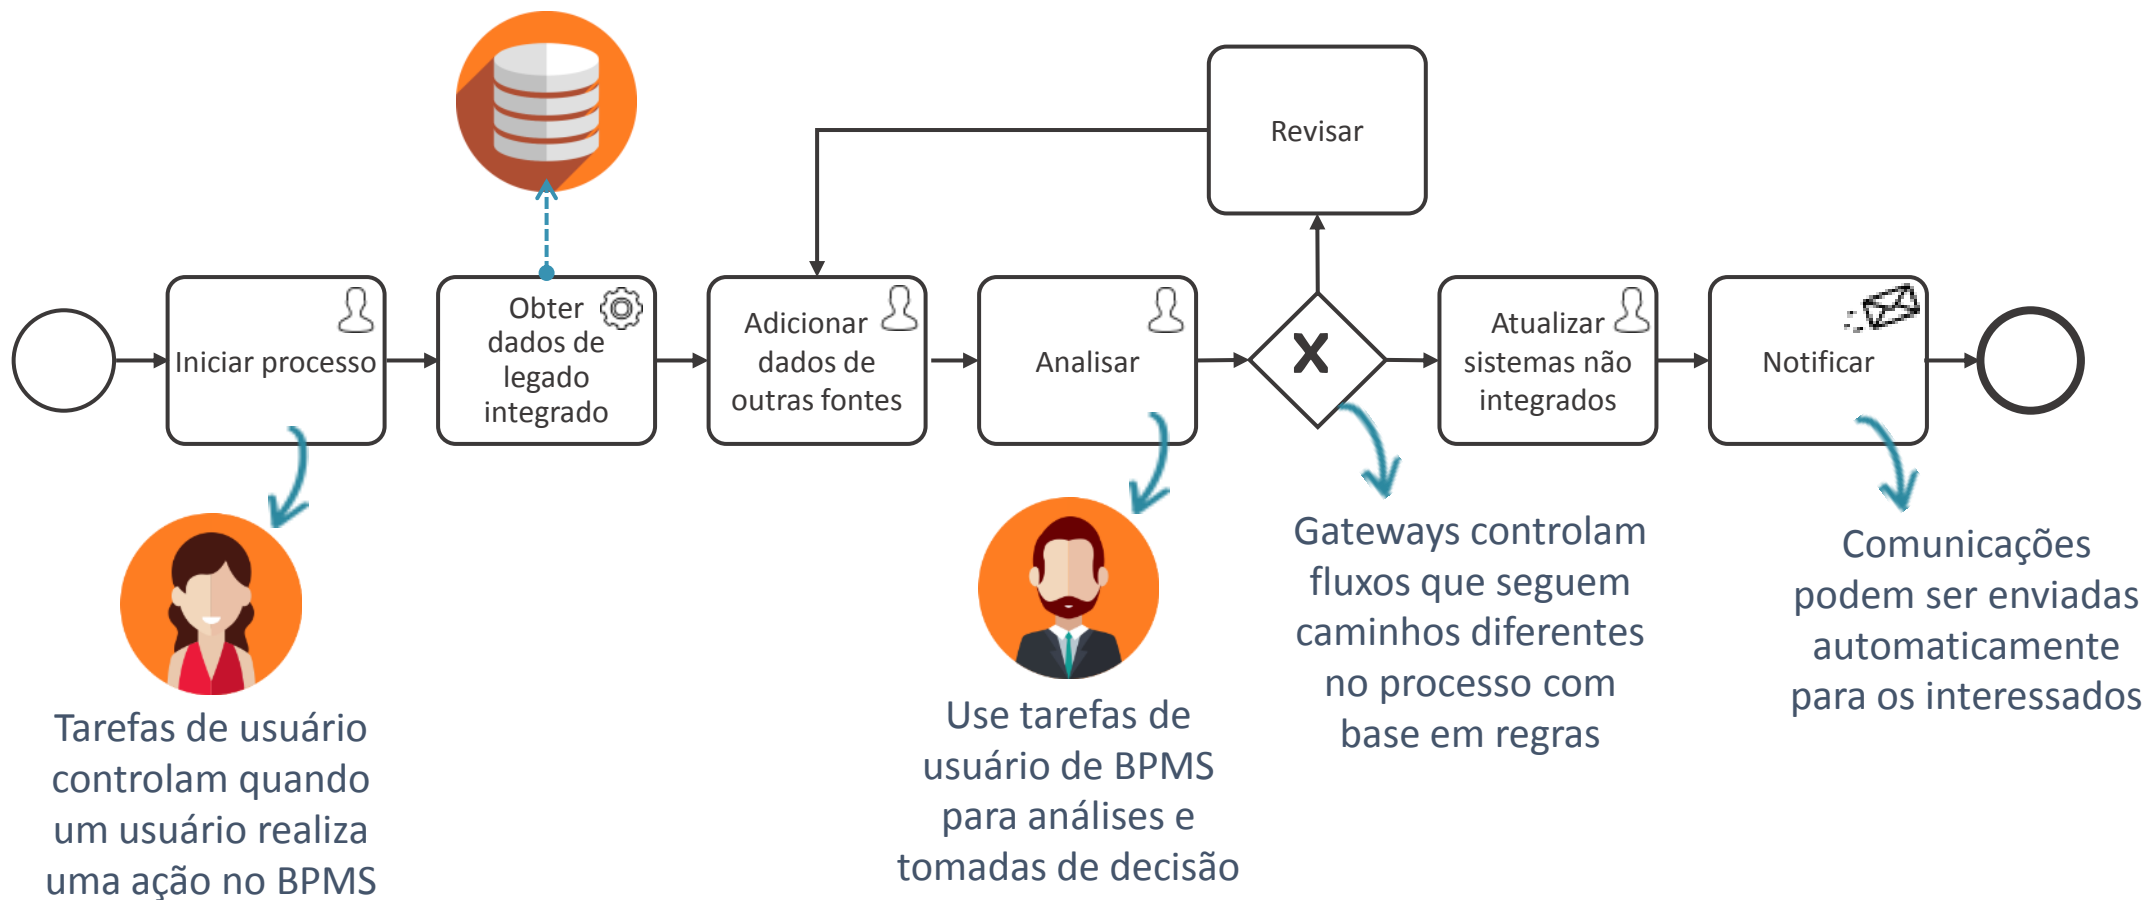 Revisar
Iniciar processo
Obter
dados de
legado
integrado
Adicionar
dados de
outras fontes
Analisar
X
Atualizar
sistemas não
integrados
Notificar
Tarefas de usuário
controlam quando
um usuário realiza
uma ação no BPMS
Use tarefas de
usuário de BPMS
para análises e
tomadas de decisão
Gateways controlam
fluxos que seguem
caminhos diferentes
no processo com
base em regras
Comunicações
podem ser enviadas
automaticamente
para os interessados